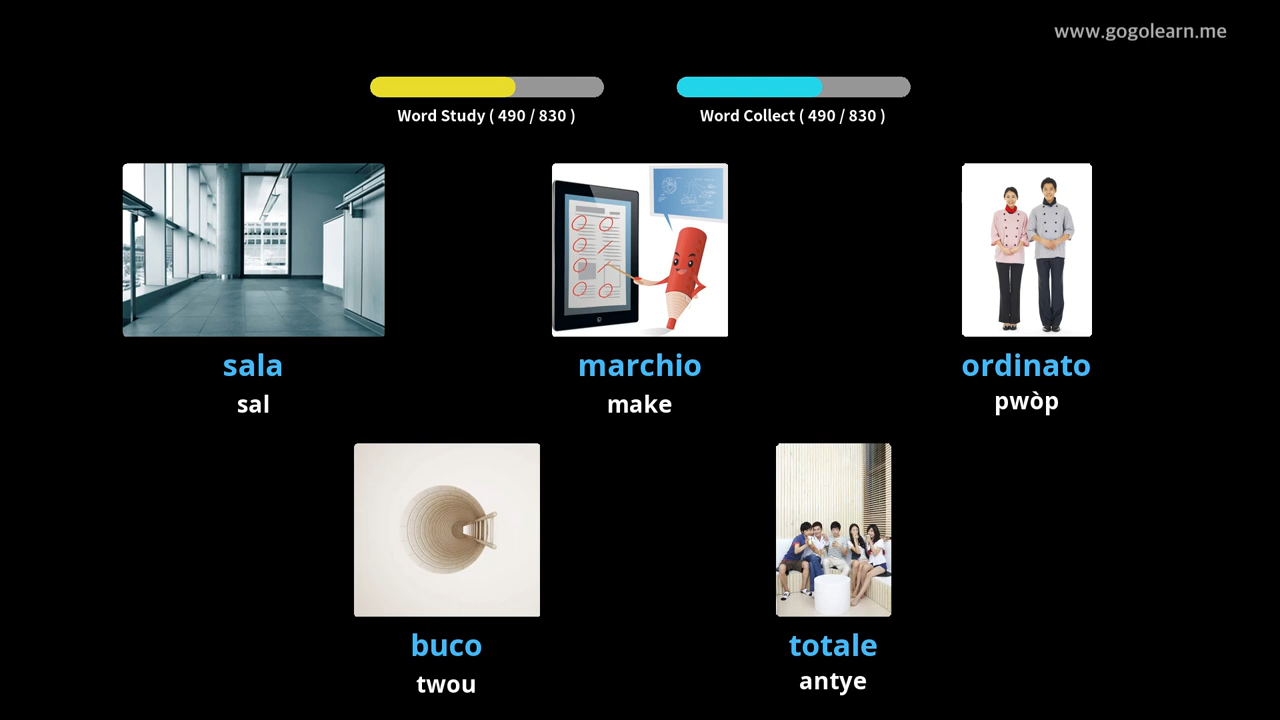 www.gogolearn.me
Word Study ( 490 / 830 )
Word Collect ( 490 / 830 )
sala
sal
marchio
make
ordinato
pwòp
buco
twou
totale
antye